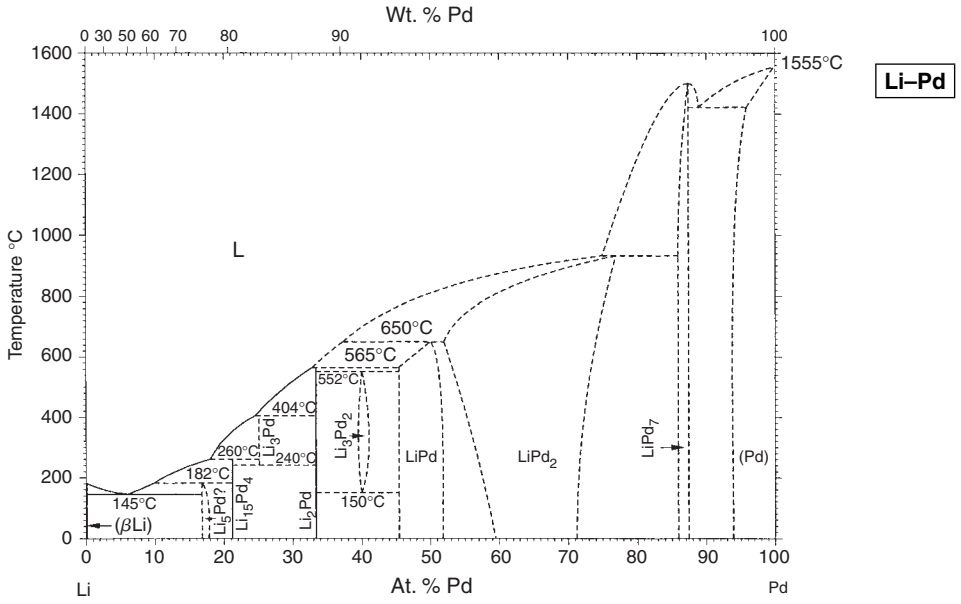 Wt. % Pd
0 30 50 60 70 80 90 100
Li–Pd
1600
1400
1200
1000
800
600
400
200
0
Temperature °C
1555°C
L
650°C
565°C
552°C
404°C
Li₃Pd
260°C
240°C
182°C
145°C
(βLi)
Li₅Pd?
Li₁₅Pd₄
Li₂Pd
Li₃Pd₂
150°C
LiPd
LiPd₂
LiPd₇
(Pd)
0 10 20 30 40 50 60 70 80 90 100
Li
At. % Pd
Pd